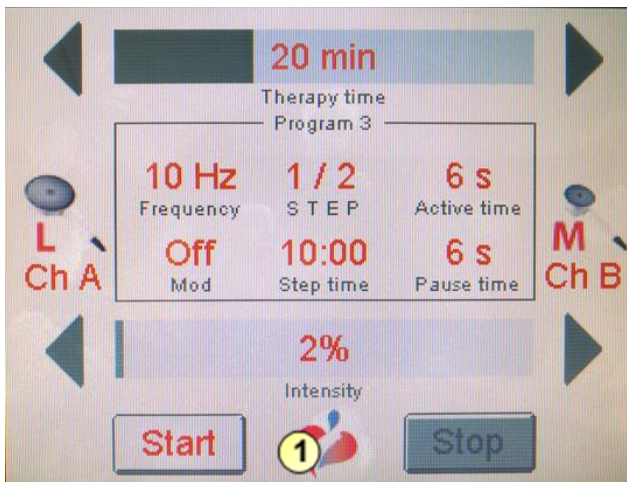 20 min
Therapy time
Program 3
10 Hz 1 / 2 6 s
Frequency STEP Active time
L M
Off 10:00 6 s
Ch A Ch B
Mod Step time Pause time
2%
Intensity
Start 1 Stop